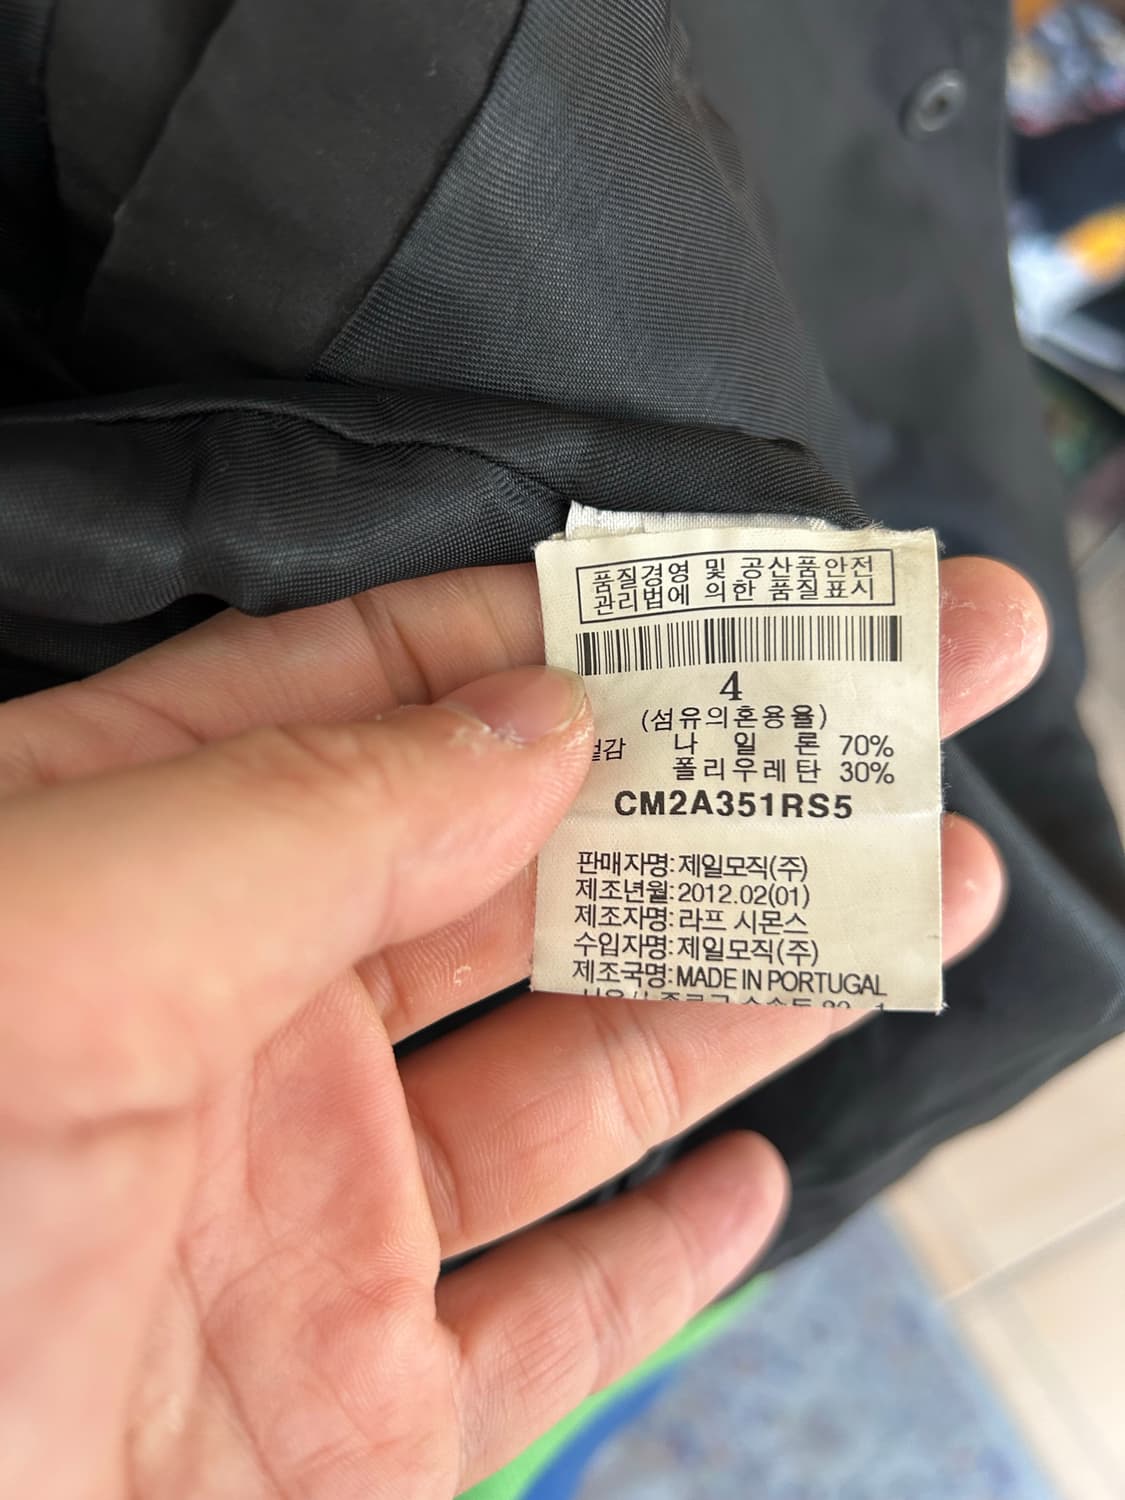 품질경영 및 공산품안전
관리법에 의한 품질표시
4
(섬유의혼용율)
겉감 나 일 론 70%
폴리우레탄 30%
CM2A351RS5
판매자명:제일모직(주)
제조년월:2012.02(01)
제조자명:라프 시몬스
수입자명:제일모직(주)
제조국명:MADE IN PORTUGAL